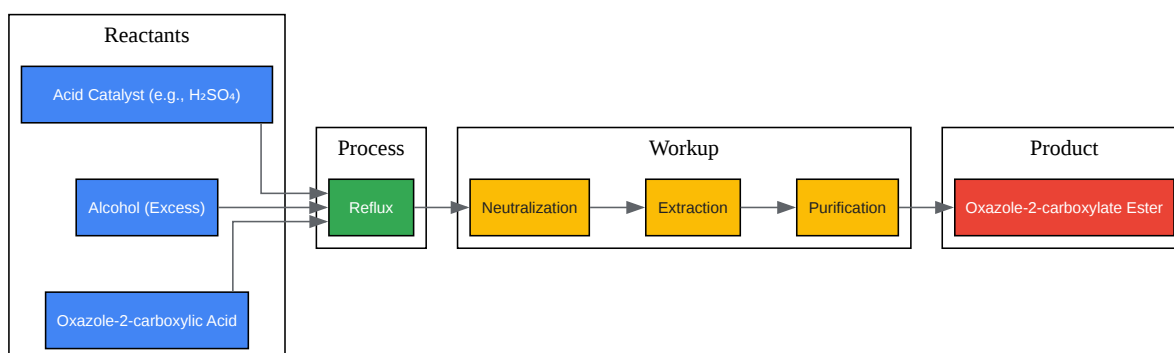 Reactants
Acid Catalyst (e.g., H₂SO₄)
Alcohol (Excess)
Oxazole-2-carboxylic Acid
Process
Reflux
Workup
Neutralization
Extraction
Purification
Product
Oxazole-2-carboxylate Ester